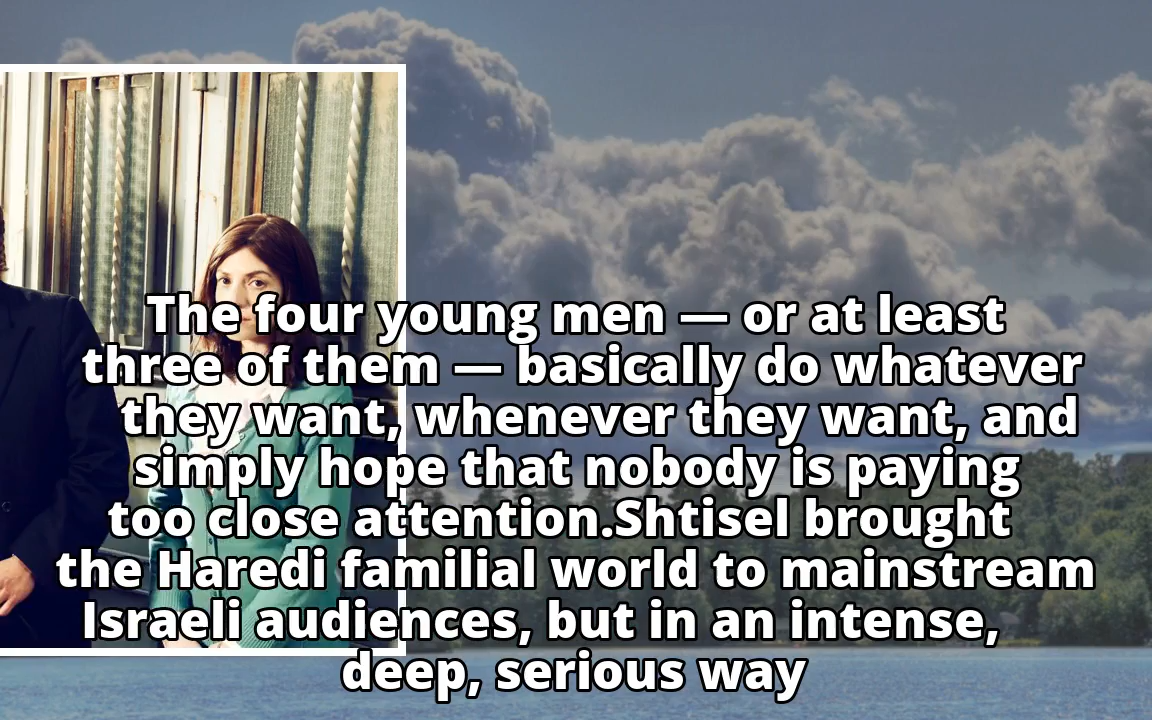 The four young men — or at least
three of them — basically do whatever
they want, whenever they want, and
simply hope that nobody is paying
too close attention.Shtisel brought
the Haredi familial world to mainstream
Israeli audiences, but in an intense,
deep, serious way